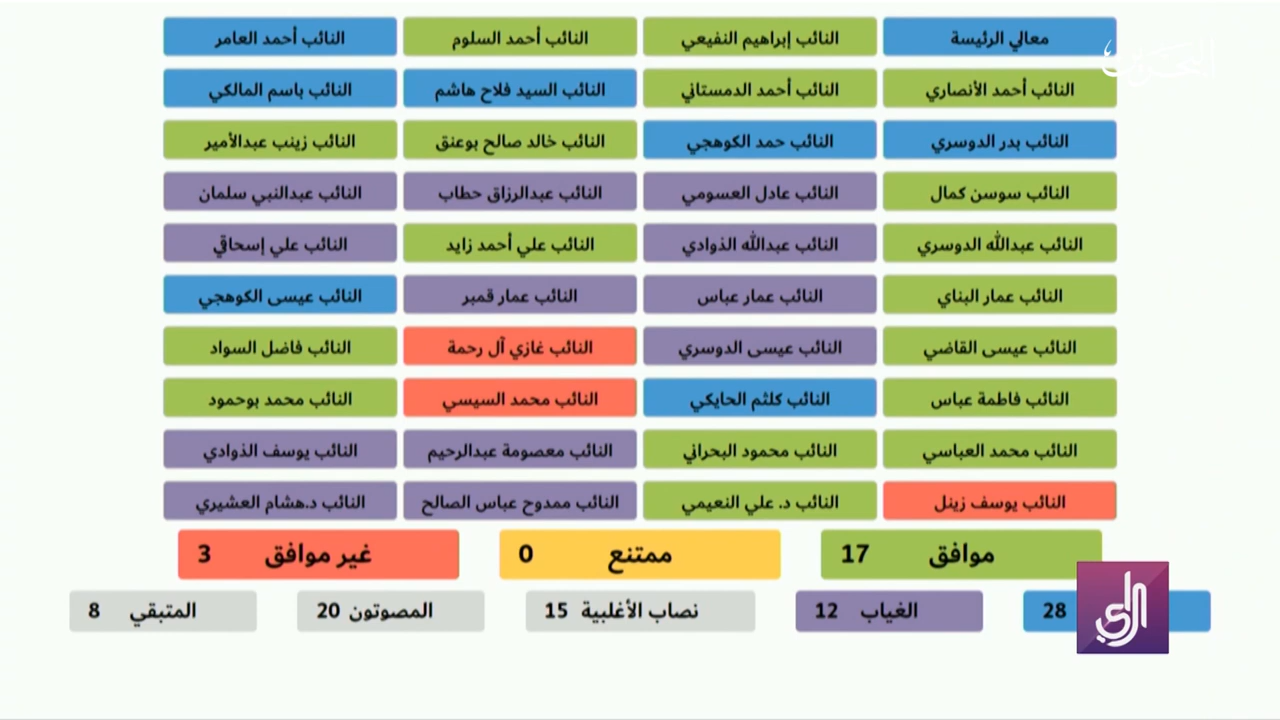 معالي الرئيسة النائب إبراهيم النفيعي النائب أحمد السلوم النائب أحمد العامر
النائب أحمد الأنصاري النائب أحمد الدمستاني النائب السيد فلاح هاشم النائب باسم المالكي
النائب بدر الدوسري النائب حمد الكوهجي النائب خالد صالح بوعنق النائب زينب عبدالأمير
النائب سوسن كمال النائب عادل العسومي النائب عبدالرزاق حطاب النائب عبدالنبي سلمان
النائب عبدالله الدوسري النائب عبدالله الذوادي النائب علي أحمد زايد النائب علي إسحاقي
النائب عمار البناي النائب عمار عباس النائب عمار قمبر النائب عيسى الكوهجي
النائب عيسى القاضي النائب عيسى الدوسري النائب غازي آل رحمة النائب فاضل السواد
النائب فاطمة عباس النائب كلثم الحايكي النائب محمد السيسي النائب محمد بوحمود
النائب محمد العباسي النائب محمود البحراني النائب معصومة عبدالرحيم النائب يوسف الذوادي
النائب يوسف زينل النائب د. علي النعيمي النائب ممدوح عباس الصالح النائب د.هشام العشيري
موافق 17 ممتنع 0 غير موافق 3
28 الغياب 12 نصاب الأغلبية 15 المصوتون 20 المتبقي 8
الراي